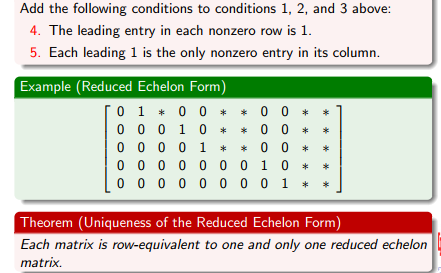 Add the following conditions to conditions 1, 2, and 3 above:
4. The leading entry in each nonzero row is 1.
5. Each leading 1 is the only nonzero entry in its column.
Example (Reduced Echelon Form)
0 1 * 0 0 * * 0 0 * *
0 0 0 1 0 * * 0 0 * *
0 0 0 0 1 * * 0 0 * *
0 0 0 0 0 0 0 1 0 * *
0 0 0 0 0 0 0 0 1 * *
Theorem (Uniqueness of the Reduced Echelon Form)
Each matrix is row-equivalent to one and only one reduced echelon
matrix.